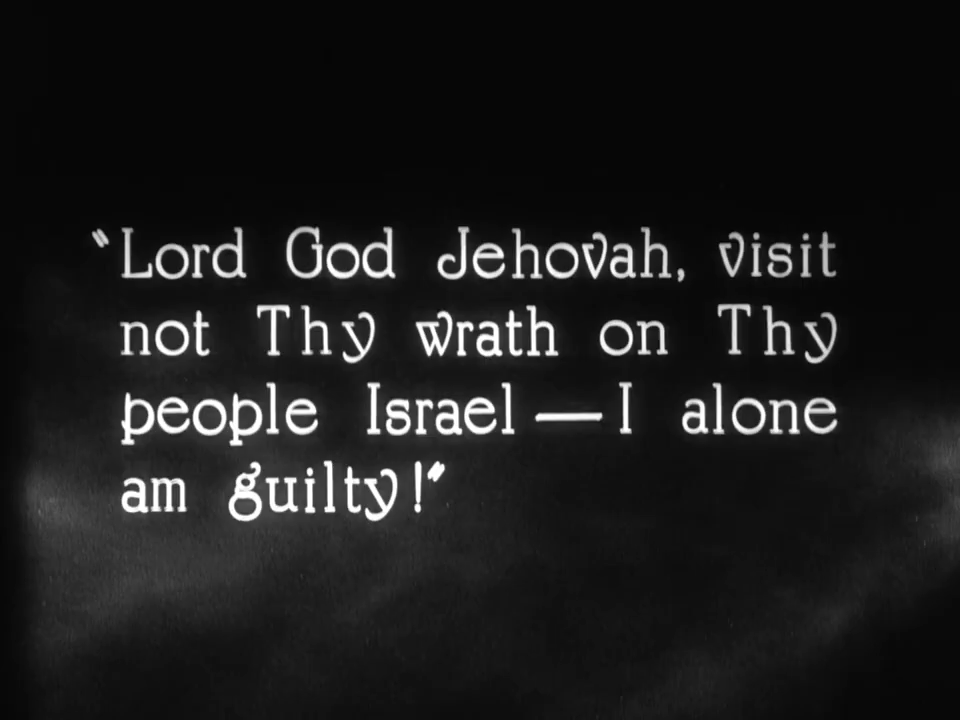 "Lord God Jehovah, visit
not Thy wrath on Thy
people Israel — I alone
am guilty!"